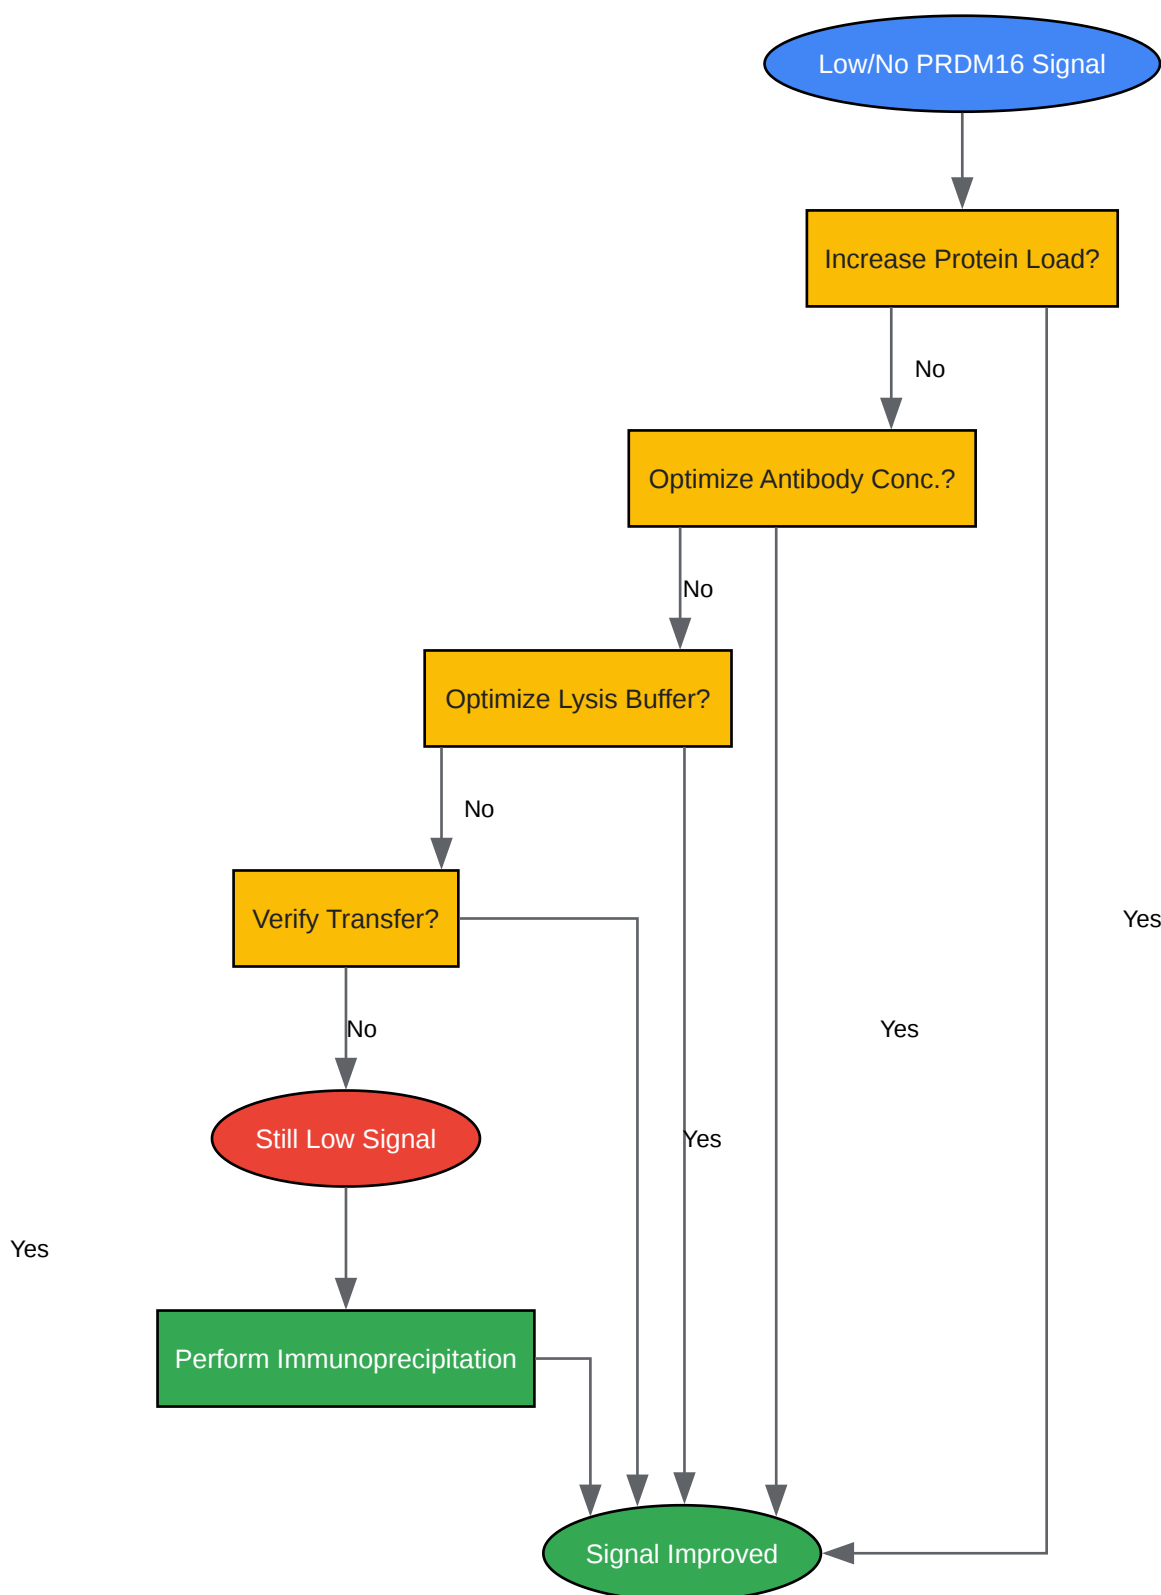 Low/No PRDM16 Signal
Increase Protein Load?
No
Optimize Antibody Conc.?
No
Optimize Lysis Buffer?
No
Verify Transfer?
Yes
No
Yes
Still Low Signal
Yes
Yes
Perform Immunoprecipitation
Signal Improved